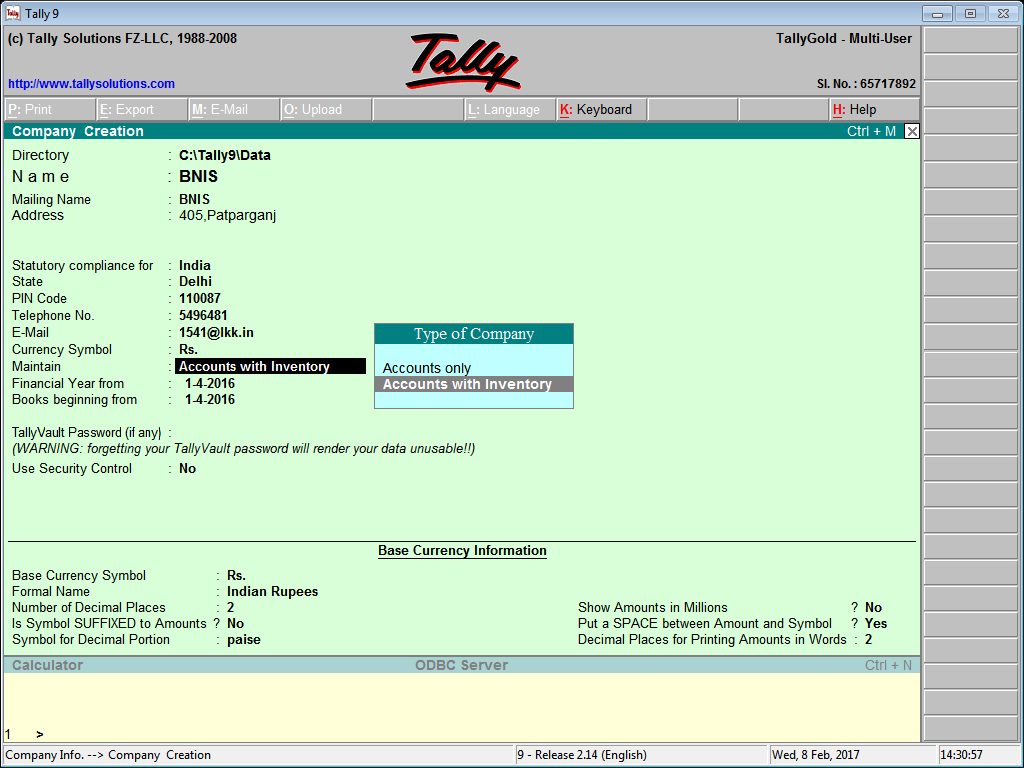 Tally 9
(c) Tally Solutions FZ-LLC, 1988-2008
Tally
TallyGold - Multi-User
http://www.tallysolutions.com
Sl. No. : 65717892
P: Print E: Export M: E-Mail O: Upload L: Language K: Keyboard H: Help
Company Creation Ctrl + M
Directory : C:\Tally9\Data
Name : BNIS
Mailing Name : BNIS
Address : 405,Patparganj
Statutory compliance for : India
State : Delhi
PIN Code : 110087
Telephone No. : 5496481
E-Mail : 1541@lkk.in
Currency Symbol : Rs.
Maintain : Accounts with Inventory
Financial Year from : 1-4-2016
Books beginning from : 1-4-2016
Type of Company
Accounts only
Accounts with Inventory
TallyVault Password (if any) :
(WARNING: forgetting your TallyVault password will render your data unusable!!)
Use Security Control : No
Base Currency Information
Base Currency Symbol : Rs.
Formal Name : Indian Rupees
Number of Decimal Places : 2
Is Symbol SUFFIXED to Amounts ? No
Symbol for Decimal Portion : paise
Show Amounts in Millions ? No
Put a SPACE between Amount and Symbol ? Yes
Decimal Places for Printing Amounts in Words : 2
Calculator ODBC Server Ctrl + N
1 >
Company Info. --> Company Creation 9 - Release 2.14 (English) Wed, 8 Feb, 2017 14:30:57